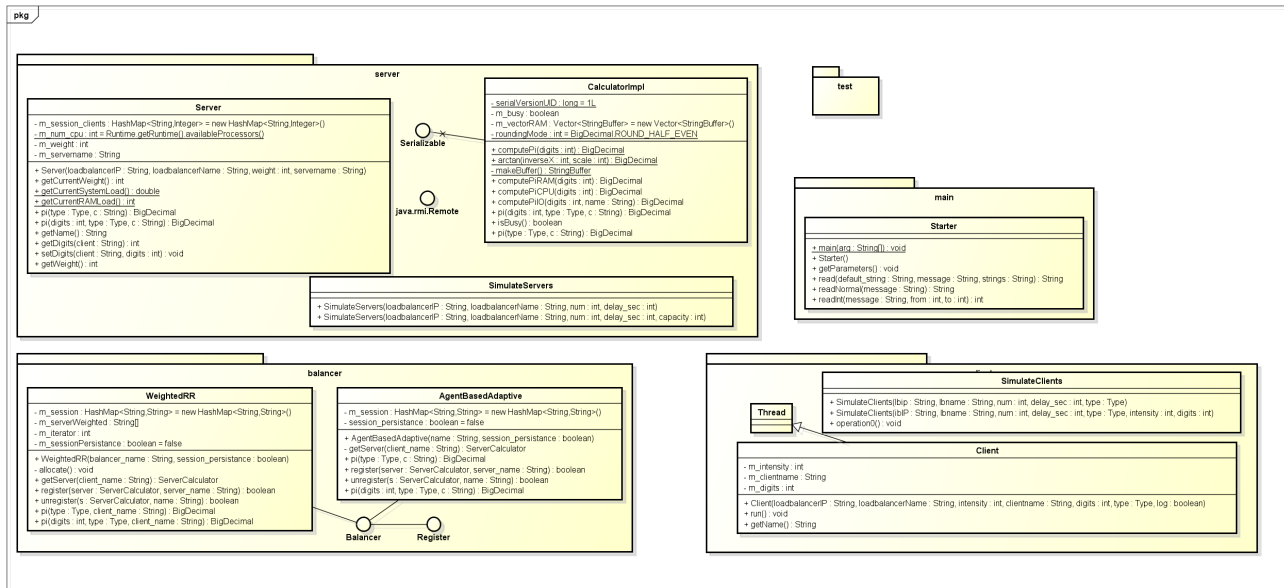 pkg
server
Server
- m_session_clients : HashMap<String,Integer> = new HashMap<String,Integer>()
- m_num_cpu : int = Runtime.getRuntime().availableProcessors()
- m_weight : int
- m_servername : String
+ Server(loadbalancerIP : String, loadbalancerName : String, weight : int, servername : String)
+ getCurrentWeight() : int
+ getCurrentSystemLoad() : double
+ getCurrentRAMLoad() : int
+ pi(type : Type, c : String) : BigDecimal
+ pi(digits : int, type : Type, c : String) : BigDecimal
+ getName() : String
+ getDigits(client : String) : int
+ setDigits(client : String, digits : int) : void
+ getWeight() : int
Serializable
java.rmi.Remote
CalculatorImpl
- serialVersionUID : long = 1L
- m_busy : boolean
- m_vectorRAM : Vector<StringBuffer> = new Vector<StringBuffer>()
- roundingMode : int = BigDecimal.ROUND_HALF_EVEN
+ computePi(digits : int) : BigDecimal
+ arctan(inverseX : int, scale : int) : BigDecimal
- makeBuffer() : StringBuffer
+ computePiRAM(digits : int) : BigDecimal
+ computePiCPU(digits : int) : BigDecimal
+ computePiIO(digits : int, name : String) : BigDecimal
+ pi(digits : int, type : Type, c : String) : BigDecimal
+ isBusy() : boolean
+ pi(type : Type, c : String) : BigDecimal
SimulateServers
+ SimulateServers(loadbalancerIP : String, loadbalancerName : String, num : int, delay_sec : int)
+ SimulateServers(loadbalancerIP : String, loadbalancerName : String, num : int, delay_sec : int, capacity : int)
test
main
Starter
+ main(arg : String[]) : void
+ Starter()
+ getParameters() : void
+ read(default_string : String, message : String, strings : String) : String
+ readNormal(message : String) : String
+ readInt(message : String, from : int, to : int) : int
balancer
WeightedRR
- m_session : HashMap<String,String> = new HashMap<String,String>()
- m_serverWeighted : String[]
- m_iterator : int
- m_sessionPersistance : boolean = false
+ WeightedRR(balancer_name : String, session_persistance : boolean)
- allocate() : void
+ getServer(client_name : String) : ServerCalculator
+ register(server : ServerCalculator, server_name : String) : boolean
+ unregister(s : ServerCalculator, name : String) : boolean
+ pi(type : Type, client_name : String) : BigDecimal
+ pi(digits : int, type : Type, client_name : String) : BigDecimal
AgentBasedAdaptive
- m_session : HashMap<String,String> = new HashMap<String,String>()
- session_persistance : boolean = false
+ AgentBasedAdaptive(name : String, session_persistance : boolean)
- getServer(client_name : String) : ServerCalculator
+ pi(type : Type, c : String) : BigDecimal
+ register(server : ServerCalculator, server_name : String) : boolean
+ unregister(s : ServerCalculator, name : String) : boolean
+ pi(digits : int, type : Type, c : String) : BigDecimal
Balancer
Register
SimulateClients
+ SimulateClients(lbip : String, lbname : String, num : int, delay_sec : int, type : Type)
+ SimulateClients(lbIP : String, lbname : String, num : int, delay_sec : int, type : Type, intensity : int, digits : int)
+ operation0() : void
Thread
Client
- m_intensity : int
- m_clientname : String
- m_digits : int
+ Client(loadbalancerIP : String, loadbalancerName : String, intensity : int, clientname : String, digits : int, type : Type, log : boolean)
+ run() : void
+ getName() : String